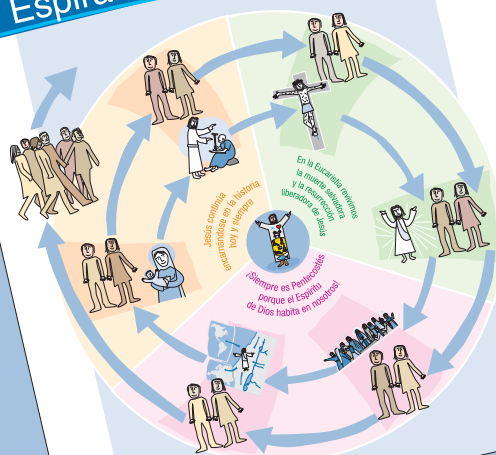 Jesús continúa
encarnándose en la historia
hoy y siempre
En la Eucaristía revivimos
la muerte salvadora
y la resurrección
liberadora de Jesús
¡Siempre es Pentecostés
porque el Espíritu
de Dios habita en nosotros!